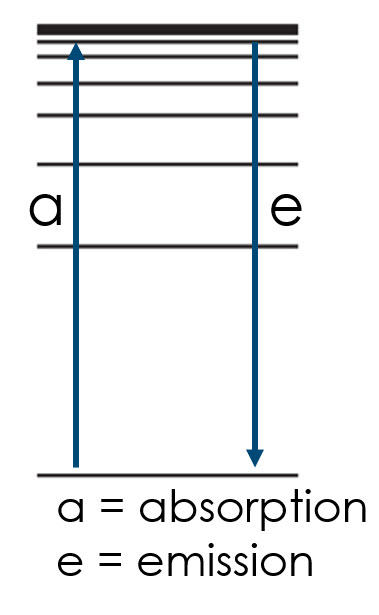 a e
a = absorption
e = emission